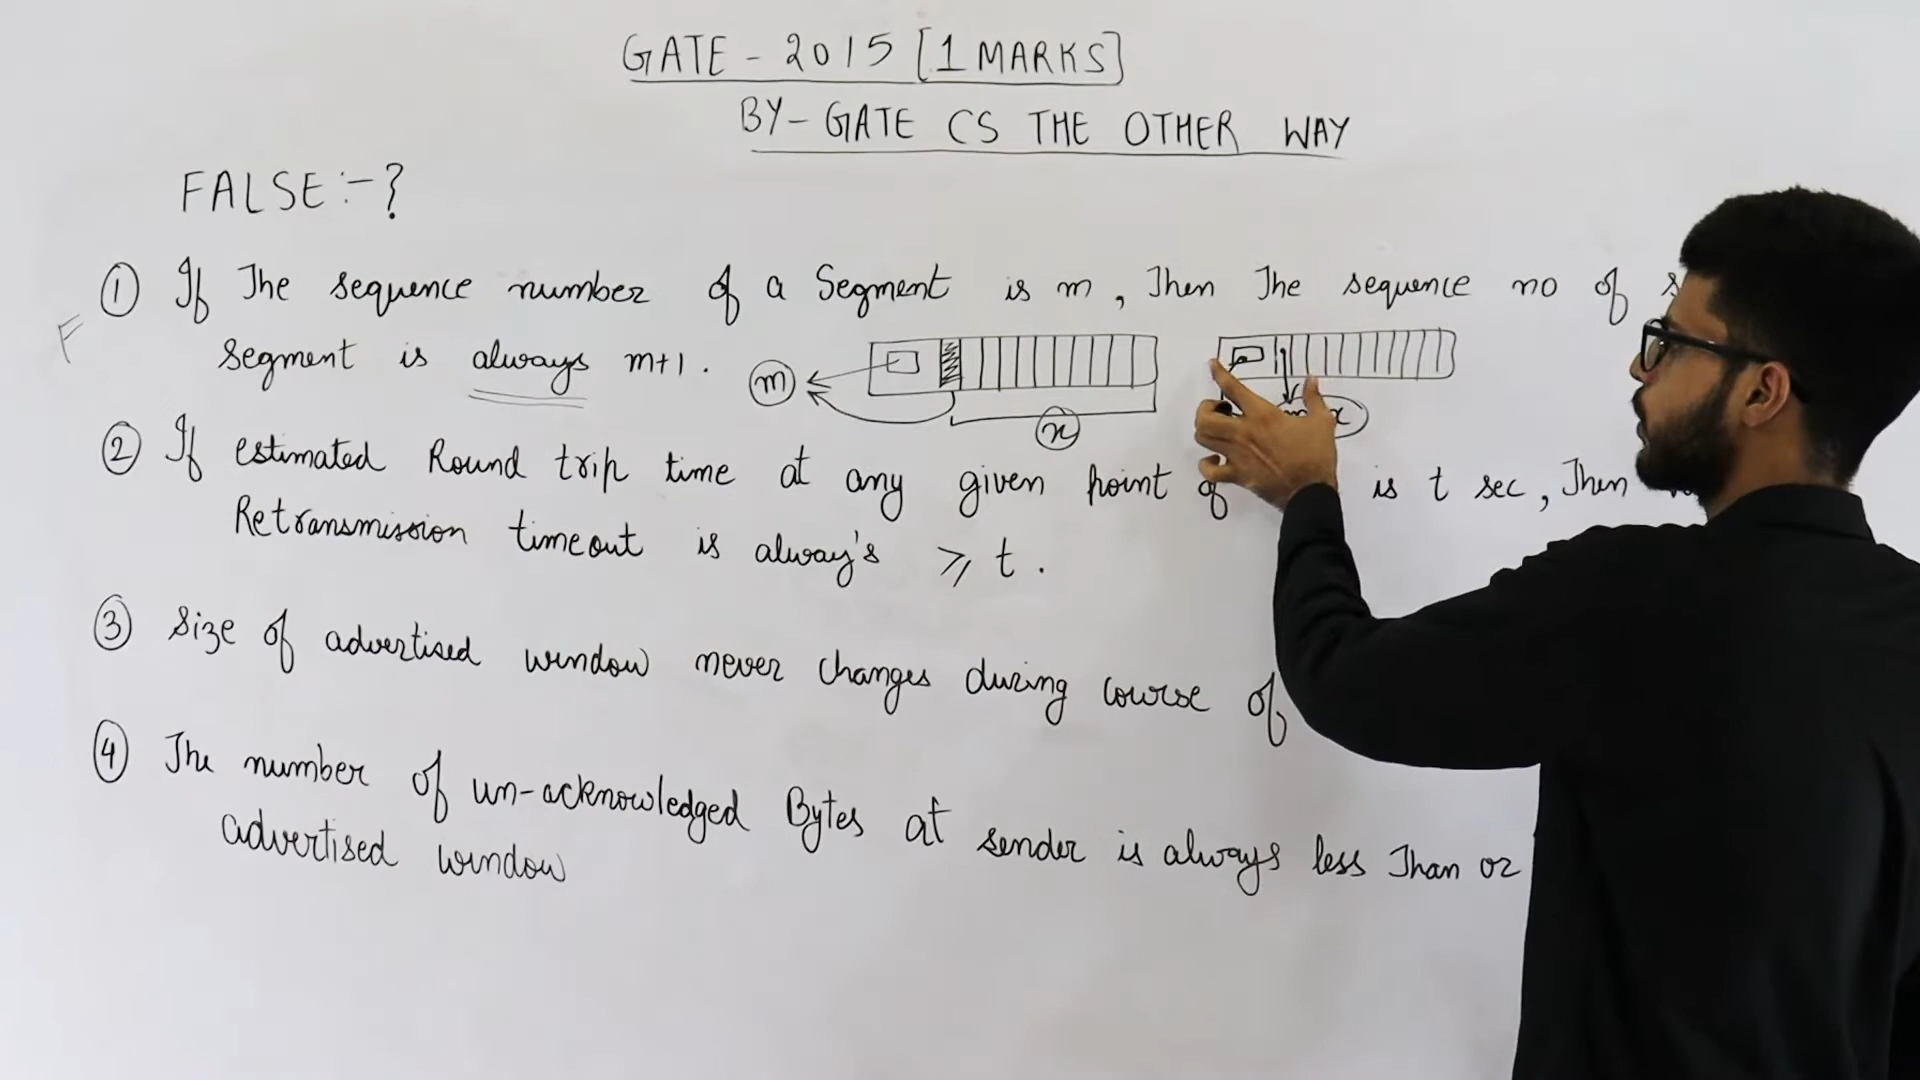 GATE - 2015 [1 MARKS]
BY - GATE CS THE OTHER WAY
FALSE :- ?
① If The sequence number of a Segment is m, Then The sequence no of
F
Segment is always m+1.
m
x
② If estimated Round trip time at any given point of is t sec, Then
Retransmission timeout is alway's ⩾ t.
③ Size of advertised window never changes during course of
④ The number of un-acknowledged Bytes at sender is always less Than or
advertised window